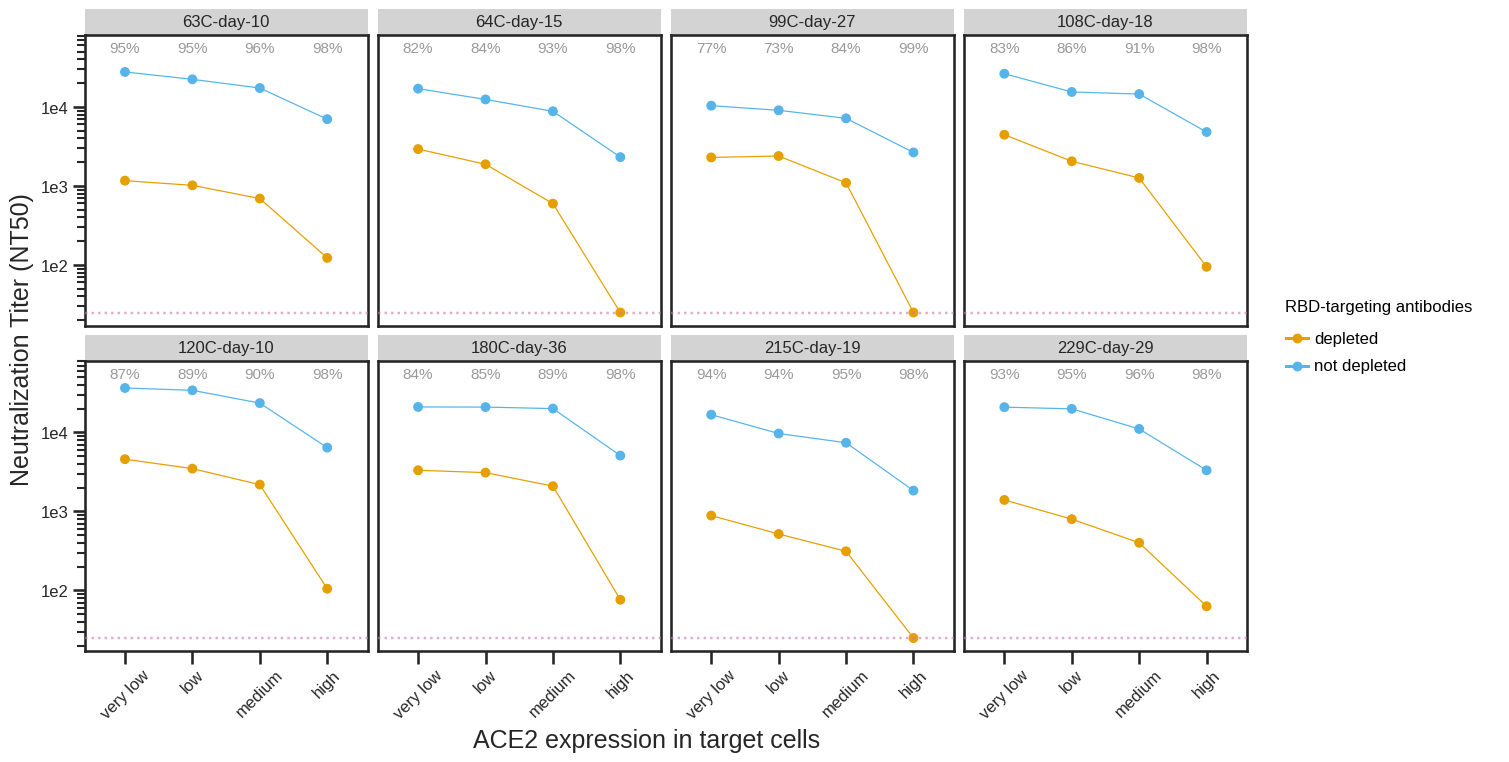 63C-day-10 64C-day-15 99C-day-27 108C-day-18
95% 95% 96% 98% 82% 84% 93% 98% 77% 73% 84% 99% 83% 86% 91% 98%
1e4
1e3
1e2
Neutralization Titer (NT50)
RBD-targeting antibodies
depleted
not depleted
120C-day-10 180C-day-36 215C-day-19 229C-day-29
87% 89% 90% 98% 84% 85% 89% 98% 94% 94% 95% 98% 93% 95% 96% 98%
1e4
1e3
1e2
very low low medium high very low low medium high very low low medium high very low low medium high
ACE2 expression in target cells